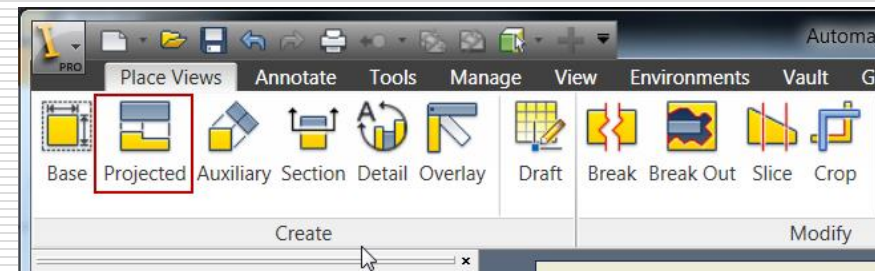 Automa
PRO
Place Views Annotate Tools Manage View Environments Vault G
Base Projected Auxiliary Section Detail Overlay Draft Break Break Out Slice Crop
Create Modify